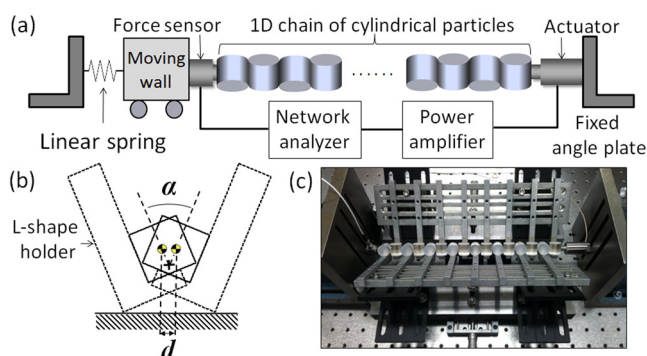 (a)
Force sensor
1D chain of cylindrical particles
Actuator
Moving
wall
Linear spring
Network
analyzer
Power
amplifier
Fixed
angle plate
(b)
α
L-shape
holder
d
(c)